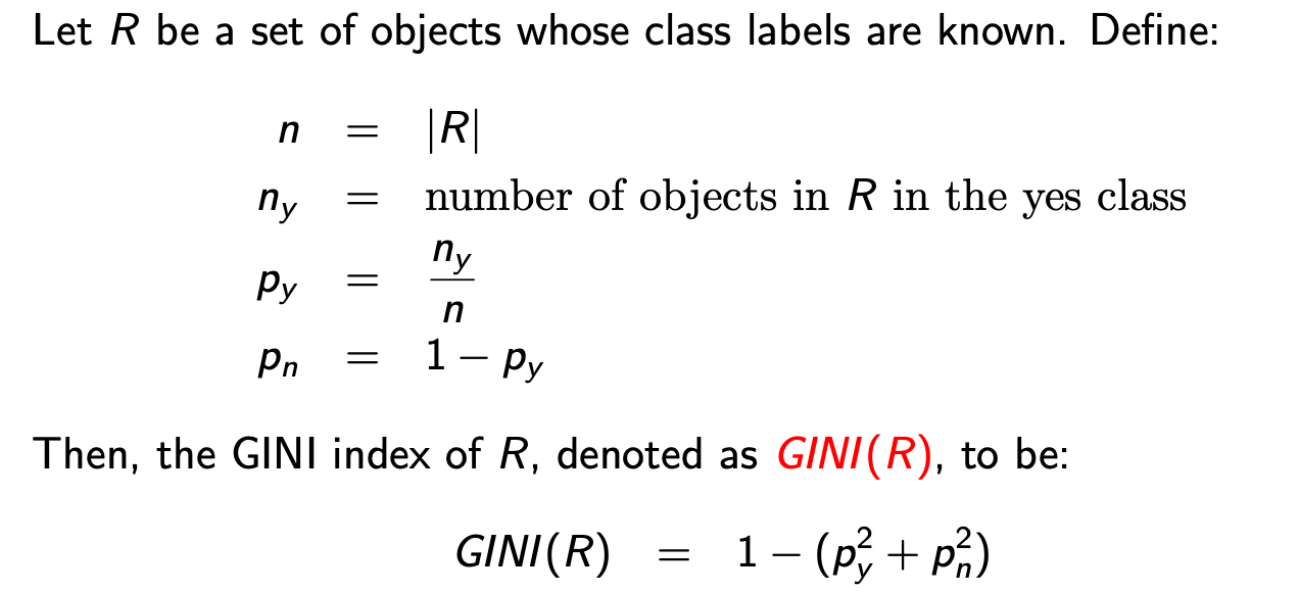 Let R be a set of objects whose class labels are known. Define:
n = |R|
n_y = number of objects in R in the yes class
p_y = n_y / n
p_n = 1 − p_y
Then, the GINI index of R, denoted as GINI(R), to be:
GINI(R) = 1 − (p_y^2 + p_n^2)